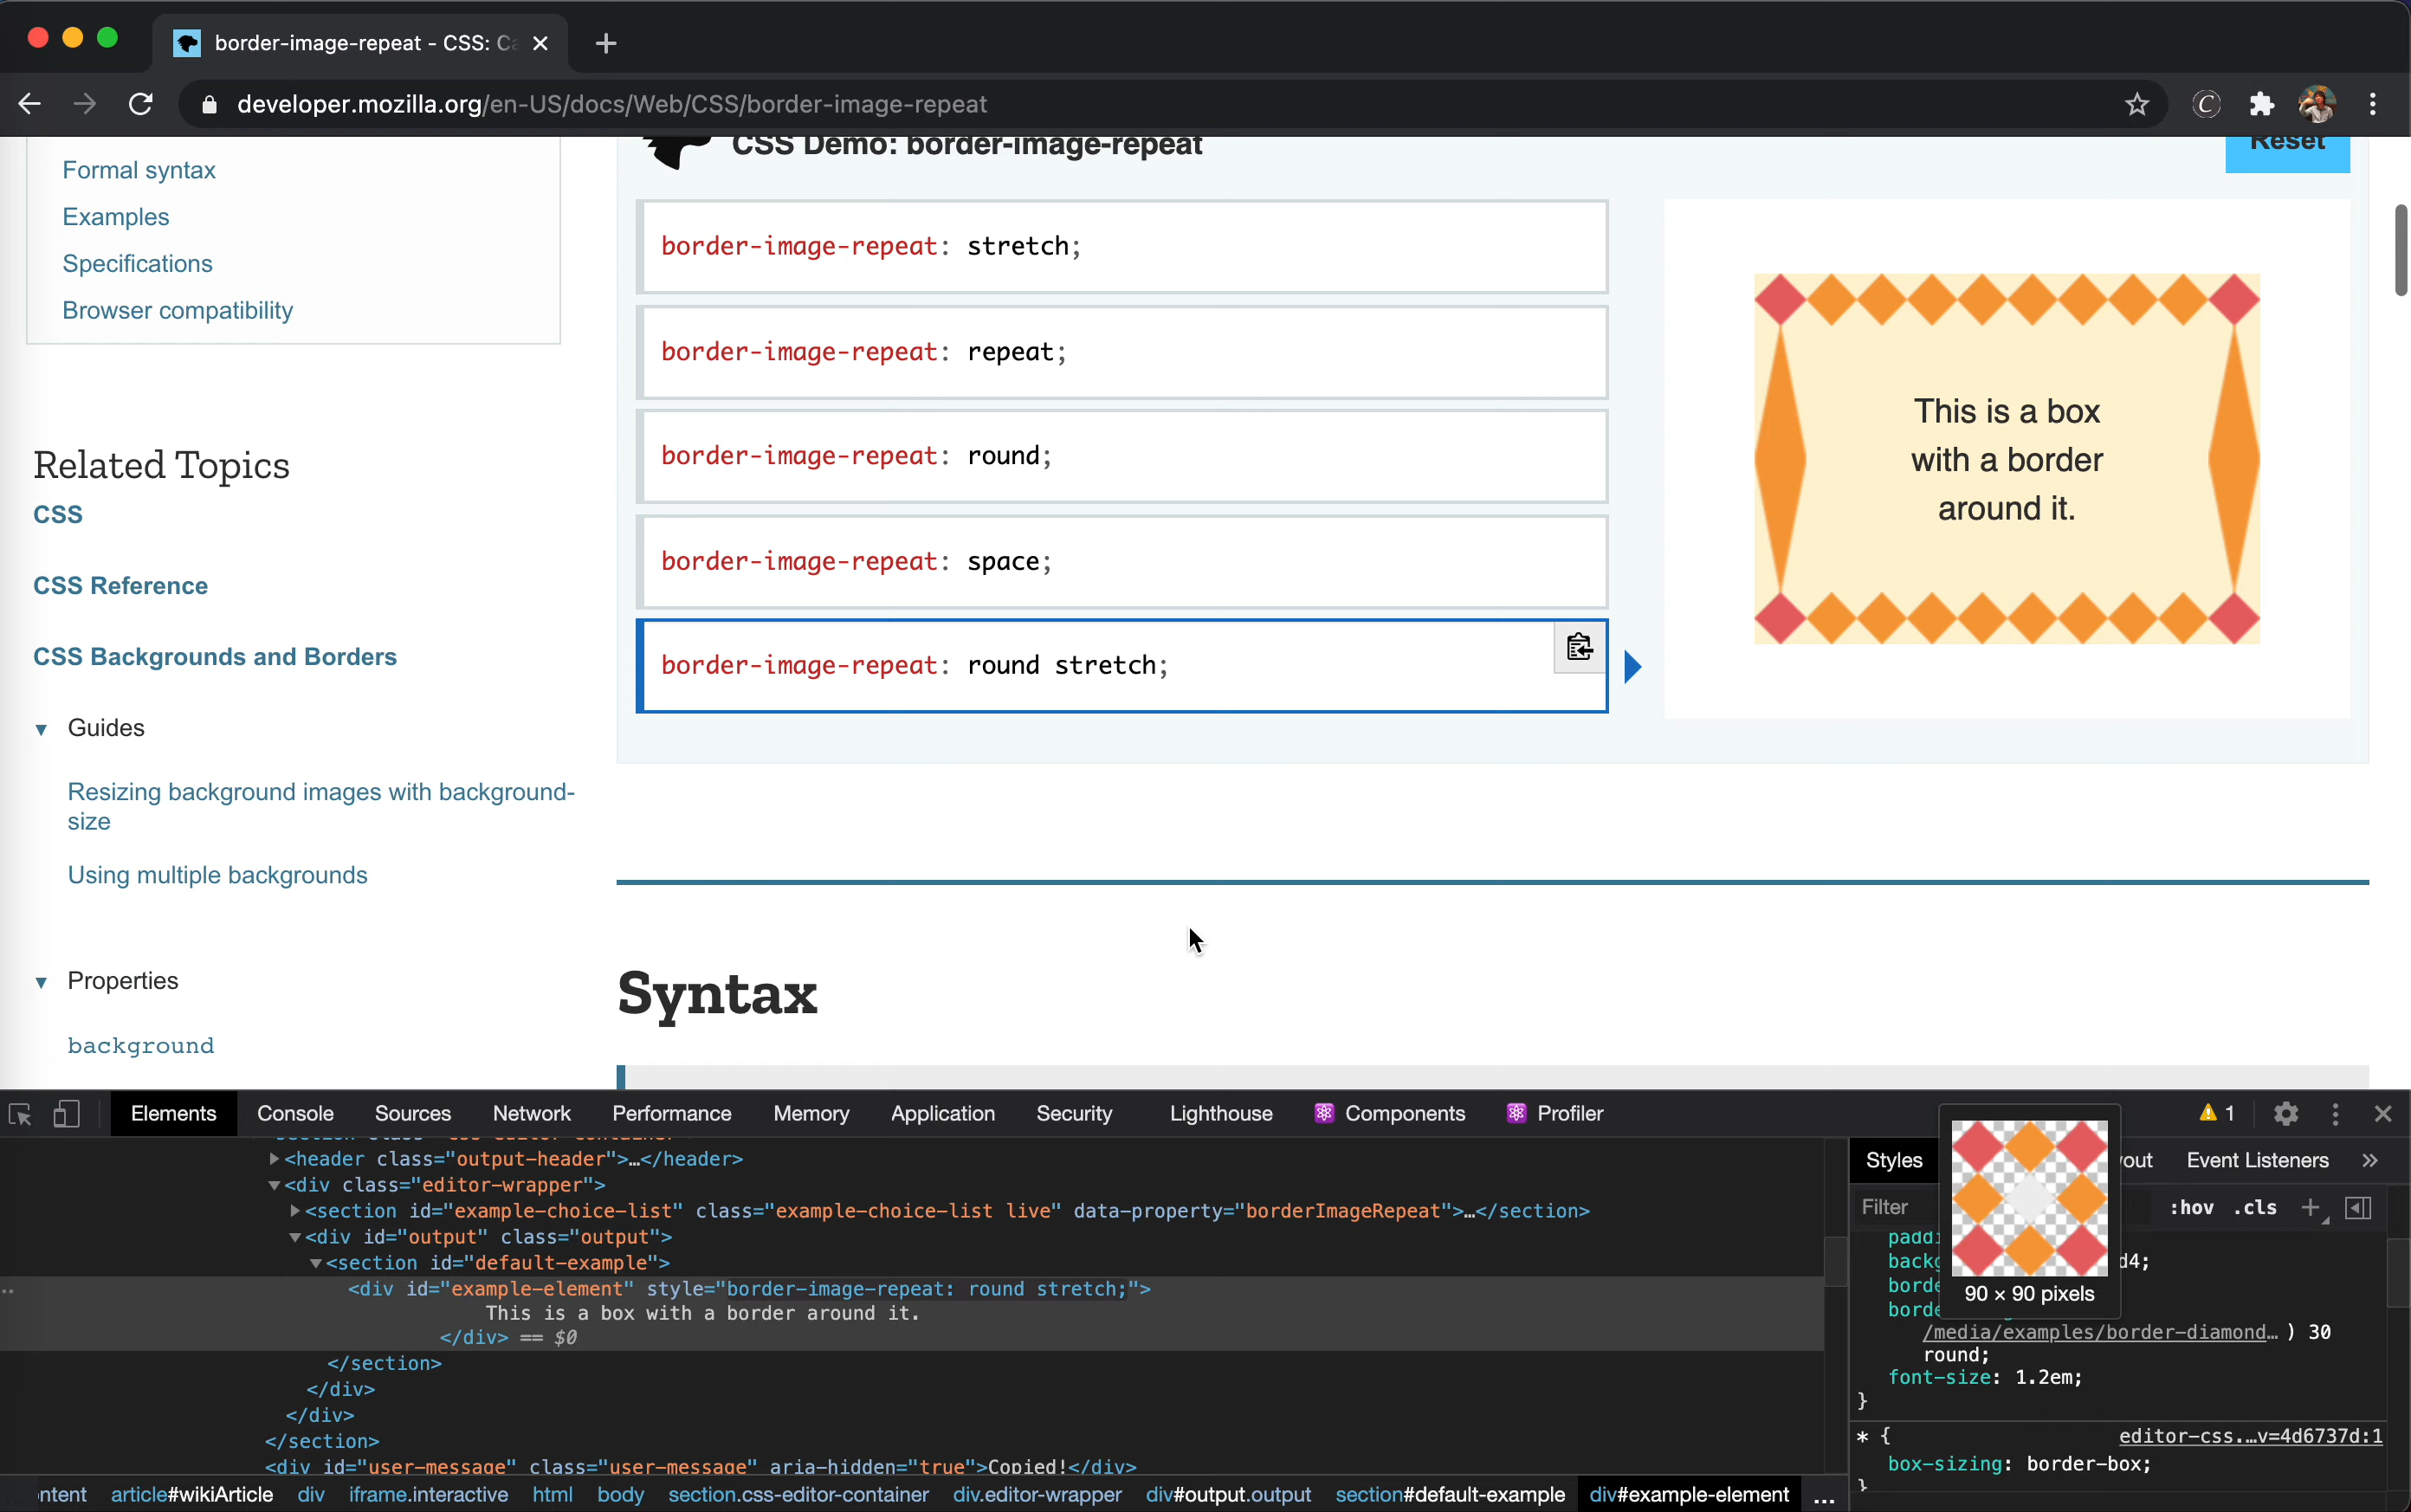 border-image-repeat - CSS: Ca
developer.mozilla.org/en-US/docs/Web/CSS/border-image-repeat
Formal syntax
Examples
Specifications
Browser compatibility
Related Topics
CSS
CSS Reference
CSS Backgrounds and Borders
Guides
Resizing background images with background-
size
Using multiple backgrounds
Properties
background
CSS Demo: border-image-repeat
Reset
border-image-repeat: stretch;
border-image-repeat: repeat;
border-image-repeat: round;
border-image-repeat: space;
border-image-repeat: round stretch;
This is a box
with a border
around it.
Syntax
Elements Console Sources Network Performance Memory Application Security Lighthouse Components Profiler 1
<header class="output-header">…</header>
<div class="editor-wrapper">
<section id="example-choice-list" class="example-choice-list live" data-property="borderImageRepeat">…</section>
<div id="output" class="output">
<section id="default-example">
<div id="example-element" style="border-image-repeat: round stretch;">
This is a box with a border around it.
</div> == $0
</section>
</div>
</div>
</section>
<div id="user-message" class="user-message" aria-hidden="true">Copied!</div>
ntent article#wikiArticle div iframe.interactive html body section.css-editor-container div.editor-wrapper div#output.output section#default-example div#example-element ...
Styles out Event Listeners »
Filter :hov .cls +
paddi
backg d4;
borde
borde
90 × 90 pixels
/media/examples/border-diamond… ) 30
round;
font-size: 1.2em;
}
* { editor-css.…v=4d6737d:1
box-sizing: border-box;
}